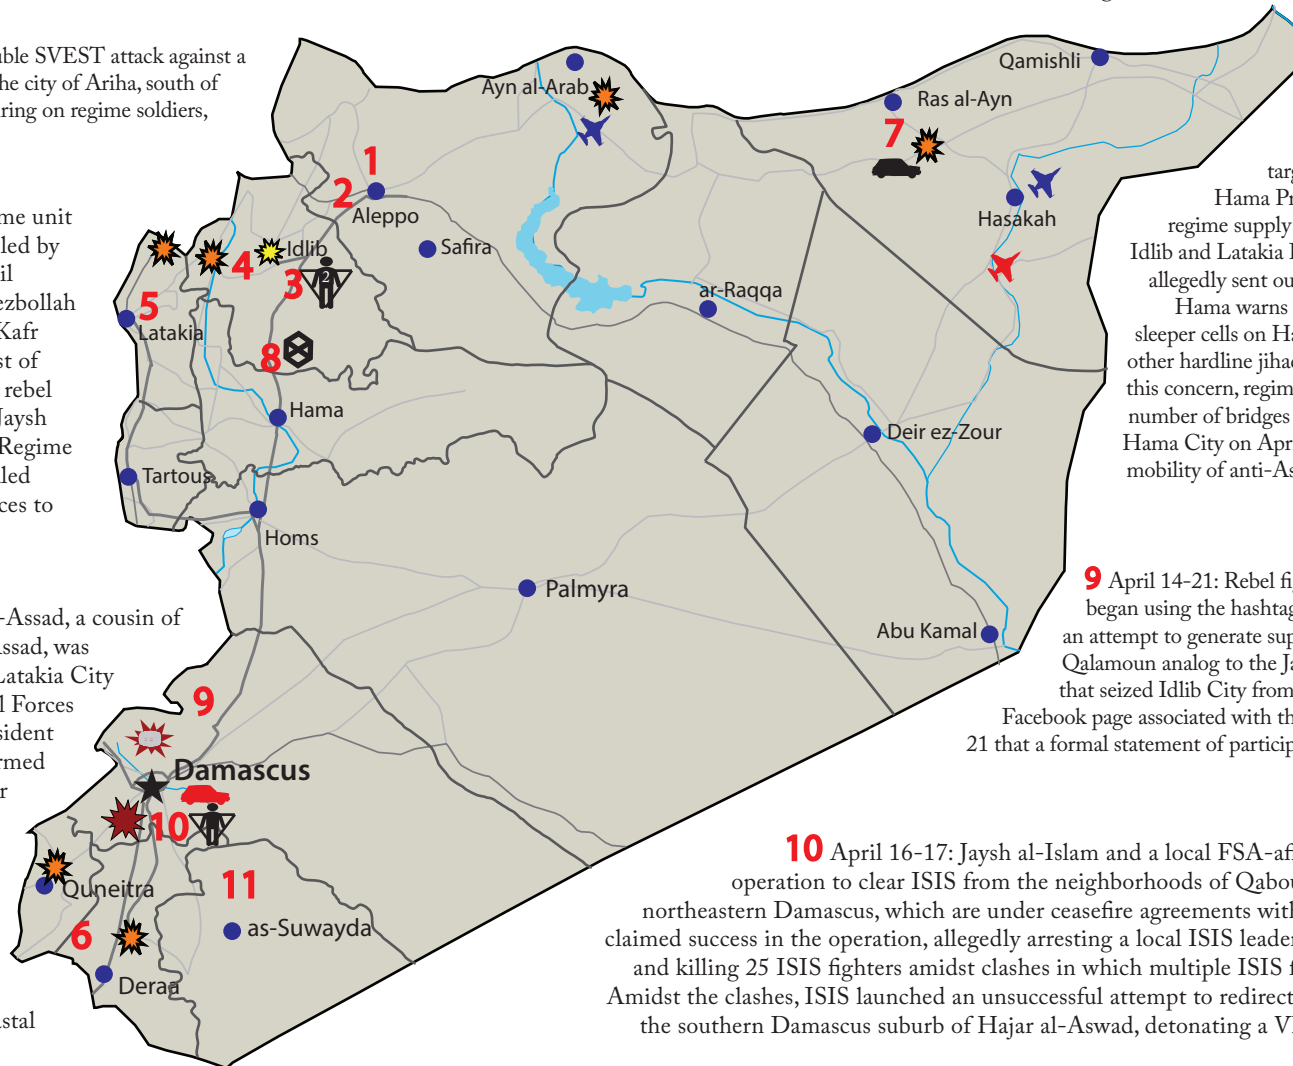 uble SVEST attack against a
he city of Ariha, south of
ring on regime soldiers,
me unit
led by
il
ezbollah
Kafr
st of
rebel
Jaysh
Regime
lled
ces to
-Assad, a cousin of
Assad, was
Latakia City
l Forces
sident
rmed
r
astal
Ayn al-Arab
Qamishli
Ras al-Ayn
7
Hasakah
1
2
Aleppo
Safira
Idlib
4
3
2
5
Latakia
8
Hama
Tartous
Homs
ar-Raqqa
Deir ez-Zour
Palmyra
Abu Kamal
9
Damascus
10
Quneitra
11
as-Suwayda
6
Deraa
targ
Hama Pr
regime supply
Idlib and Latakia
allegedly sent ou
Hama warns
sleeper cells on Ha
other hardline jihad
this concern, regim
number of bridges
Hama City on Apr
mobility of anti-As
9 April 14-21: Rebel fig
began using the hashtag
an attempt to generate sup
Qalamoun analog to the Ja
that seized Idlib City from
Facebook page associated with th
21 that a formal statement of particip
10 April 16-17: Jaysh al-Islam and a local FSA-affi
operation to clear ISIS from the neighborhoods of Qabou
northeastern Damascus, which are under ceasefire agreements with
claimed success in the operation, allegedly arresting a local ISIS leader
and killing 25 ISIS fighters amidst clashes in which multiple ISIS f
Amidst the clashes, ISIS launched an unsuccessful attempt to redirect
the southern Damascus suburb of Hajar al-Aswad, detonating a V